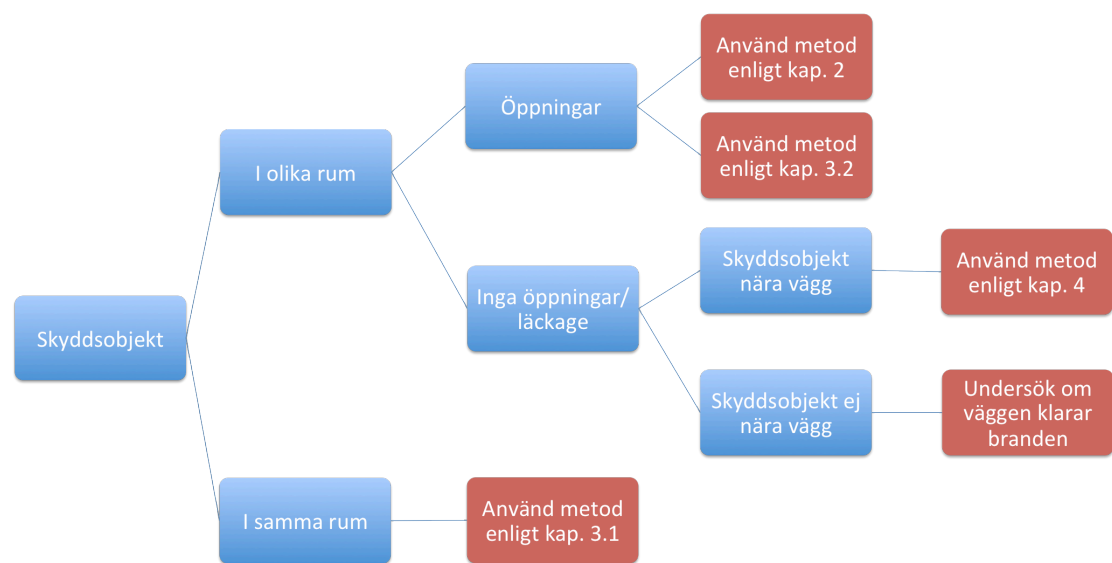 Använd metod
enligt kap. 2
Öppningar
Använd metod
enligt kap. 3.2
I olika rum
Skyddsobjekt
nära vägg
Använd metod
enligt kap. 4
Inga öppningar/
läckage
Skyddsobjekt
Skyddsobjekt ej
nära vägg
Undersök om
väggen klarar
branden
I samma rum
Använd metod
enligt kap. 3.1